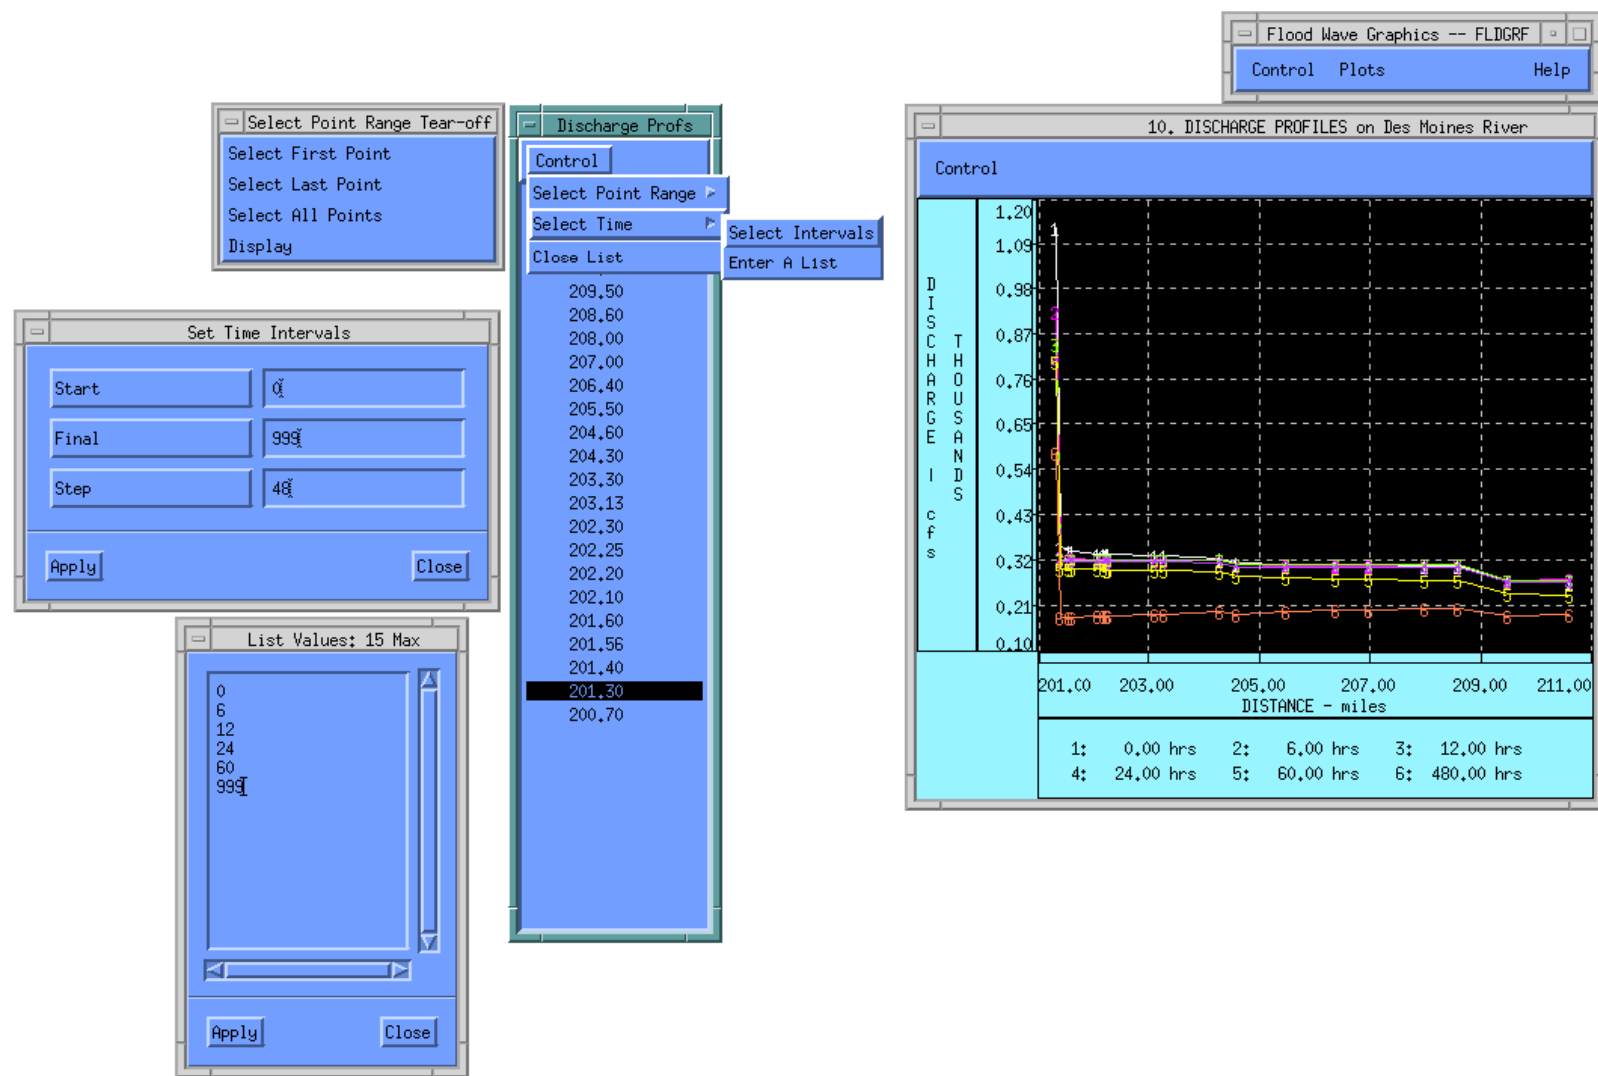 Flood Wave Graphics -- FLDGRF
Control Plots Help
Select Point Range Tear-off
Select First Point
Select Last Point
Select All Points
Display
Discharge Profs
Control
Select Point Range
Select Time
Close List
Select Intervals
Enter A List
209.50
208.60
208.00
207.00
206.40
205.50
204.60
204.30
203.30
203.13
202.30
202.25
202.20
202.10
201.60
201.56
201.40
201.30
200.70
Set Time Intervals
Start 0
Final 999
Step 48
Apply Close
List Values: 15 Max
0
6
12
24
60
999
Apply Close
10. DISCHARGE PROFILES on Des Moines River
Control
DISCHARGE I cfs
THOUSANDS
1.20
1.09
0.98
0.87
0.76
0.65
0.54
0.43
0.32
0.21
0.10
201.00 203.00 205.00 207.00 209.00 211.00
DISTANCE - miles
1: 0.00 hrs 2: 6.00 hrs 3: 12.00 hrs
4: 24.00 hrs 5: 60.00 hrs 6: 480.00 hrs